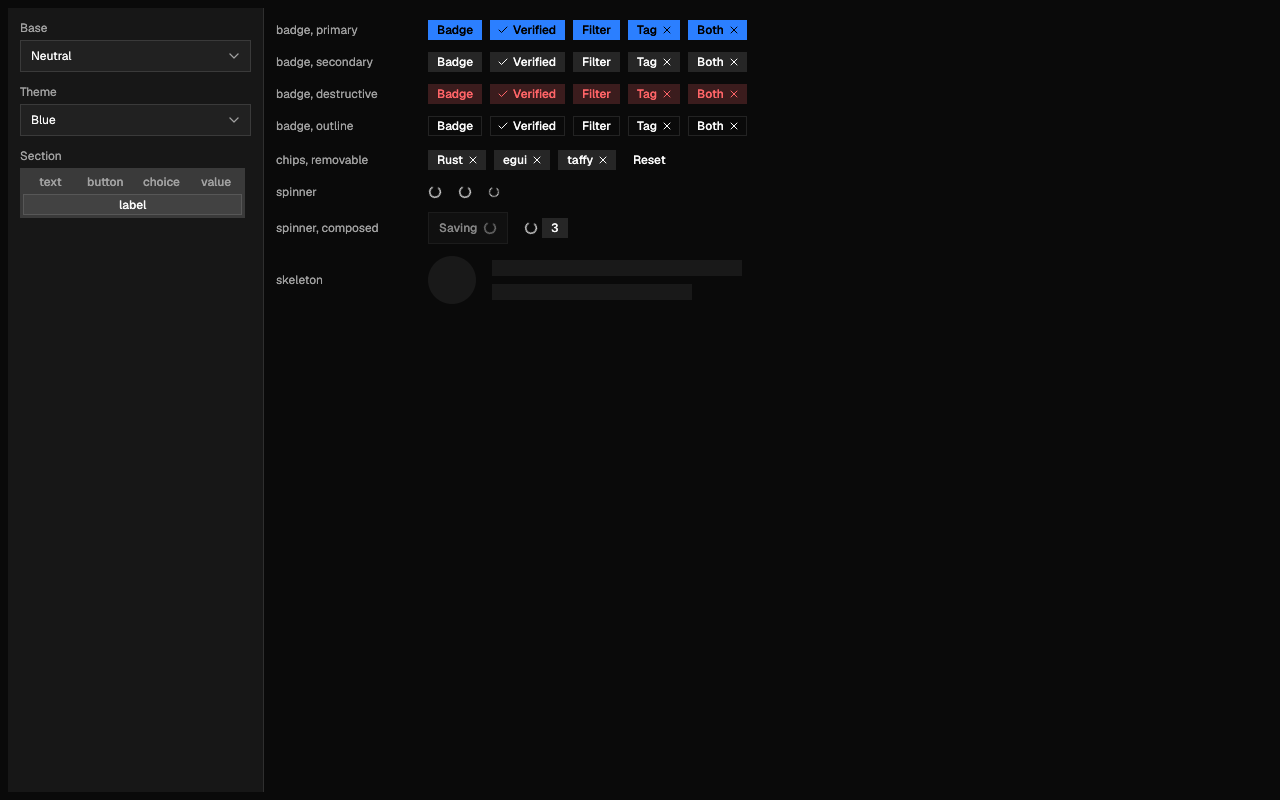 Base
Neutral
Theme
Blue
Section
text button choice value
label
badge, primary Badge Verified Filter Tag Both
badge, secondary Badge Verified Filter Tag Both
badge, destructive Badge Verified Filter Tag Both
badge, outline Badge Verified Filter Tag Both
chips, removable Rust egui taffy Reset
spinner
spinner, composed Saving 3
skeleton